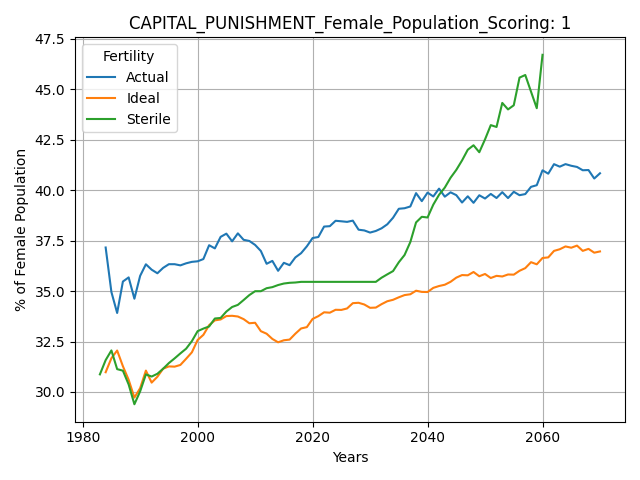 CAPITAL_PUNISHMENT_Female_Population_Scoring: 1
47.5
45.0
42.5
40.0
37.5
35.0
32.5
30.0
% of Female Population
Fertility
Actual
Ideal
Sterile
1980
2000
2020
2040
2060
Years